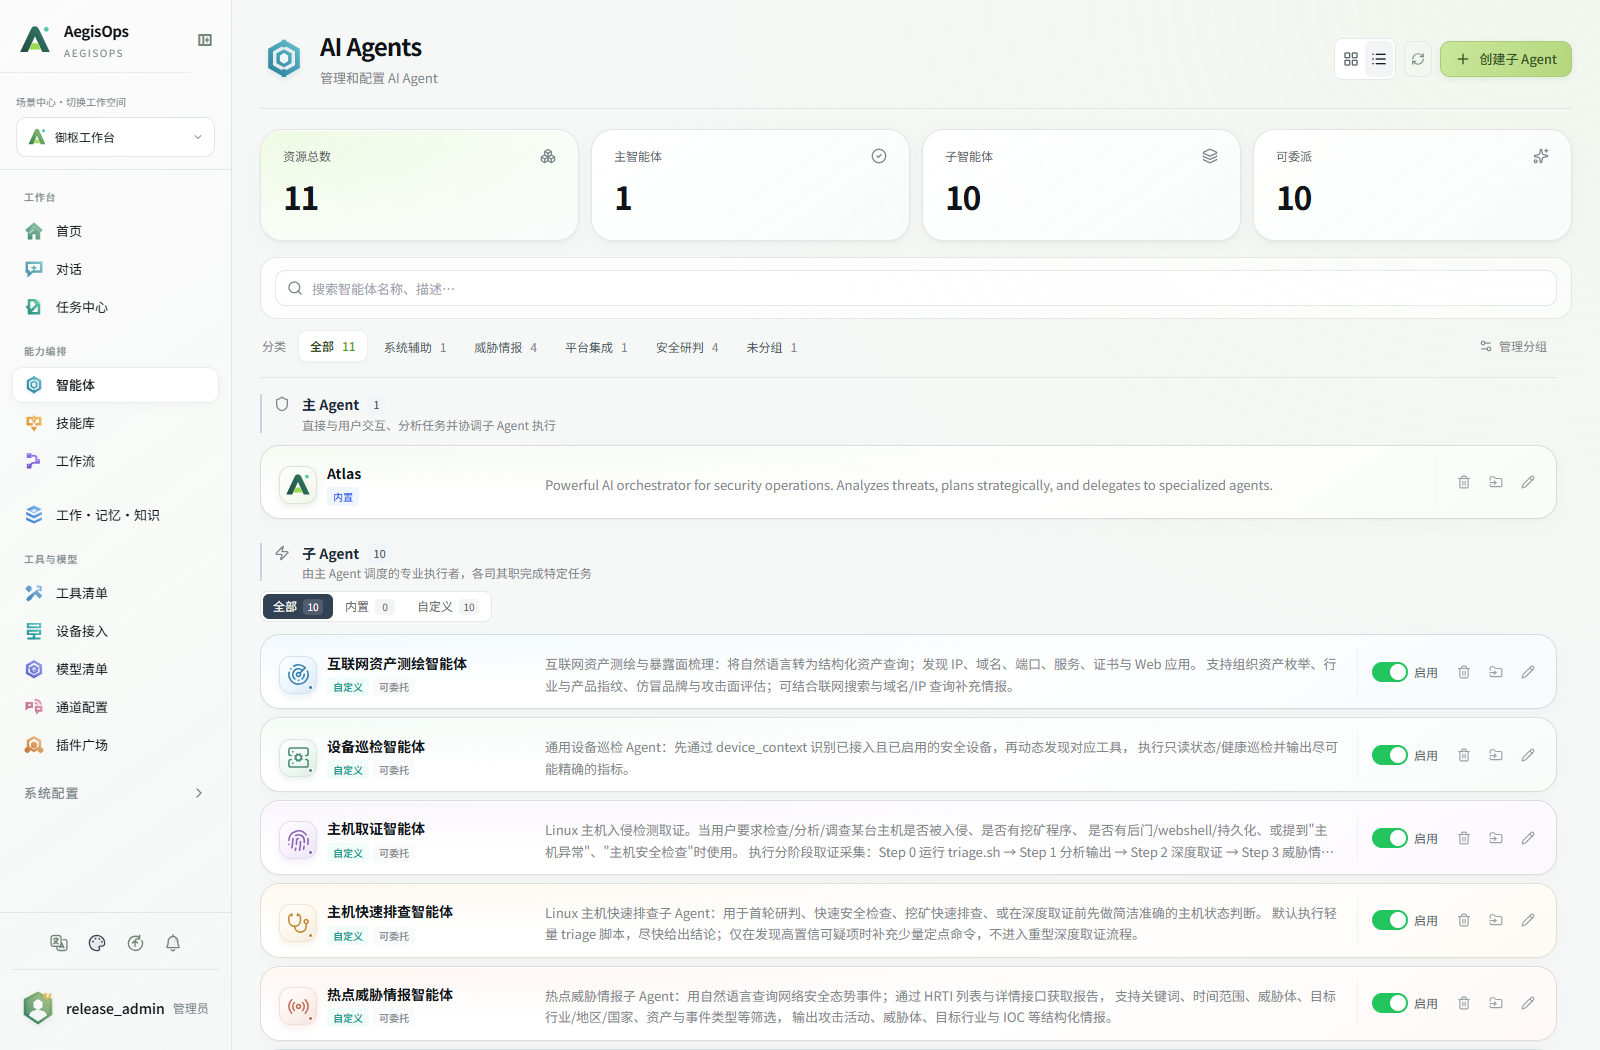 AegisOps
AEGISOPS
场景中心・切换工作空间
御枢工作台
工作台
首页
对话
任务中心
能力编排
智能体
技能库
工作流
工作・记忆・知识
工具与模型
工具清单
设备接入
模型清单
通道配置
插件广场
系统配置
release_admin 管理员
AI Agents
管理和配置 AI Agent
创建子 Agent
资源总数
11
主智能体
1
子智能体
10
可委派
10
搜索智能体名称、描述…
分类 全部 11 系统辅助 1 威胁情报 4 平台集成 1 安全研判 4 未分组 1 管理分组
主 Agent 1
直接与用户交互、分析任务并协调子 Agent 执行
Atlas
内置
Powerful AI orchestrator for security operations. Analyzes threats, plans strategically, and delegates to specialized agents.
子 Agent 10
由主 Agent 调度的专业执行者，各司其职完成特定任务
全部 10 内置 0 自定义 10
互联网资产测绘智能体
自定义 可委托
互联网资产测绘与暴露面梳理：将自然语言转为结构化资产查询；发现 IP、域名、端口、服务、证书与 Web 应用。 支持组织资产枚举、行
业与产品指纹、仿冒品牌与攻击面评估；可结合联网搜索与域名/IP 查询补充情报。
启用
设备巡检智能体
自定义 可委托
通用设备巡检 Agent：先通过 device_context 识别已接入且已启用的安全设备，再动态发现对应工具， 执行只读状态/健康巡检并输出尽可
能精确的指标。
启用
主机取证智能体
自定义 可委托
Linux 主机入侵检测取证。当用户要求检查/分析/调查某台主机是否被入侵、是否有挖矿程序、 是否有后门/webshell/持久化、或提到"主
机异常"、"主机安全检查"时使用。 执行分阶段取证采集：Step 0 运行 triage.sh → Step 1 分析输出 → Step 2 深度取证 → Step 3 威胁情…
启用
主机快速排查智能体
自定义 可委托
Linux 主机快速排查子 Agent：用于首轮研判、快速安全检查、挖矿快速排查、或在深度取证前先做简洁准确的主机状态判断。 默认执行轻
量 triage 脚本，尽快给出结论；仅在发现高置信可疑项时补充少量定点命令，不进入重型深度取证流程。
启用
热点威胁情报智能体
自定义 可委托
热点威胁情报子 Agent：用自然语言查询网络安全态势事件；通过 HRTI 列表与详情接口获取报告， 支持关键词、时间范围、威胁体、目标
行业/地区/国家、资产与事件类型等筛选， 输出攻击活动、威胁体、目标行业与 IOC 等结构化情报。
启用